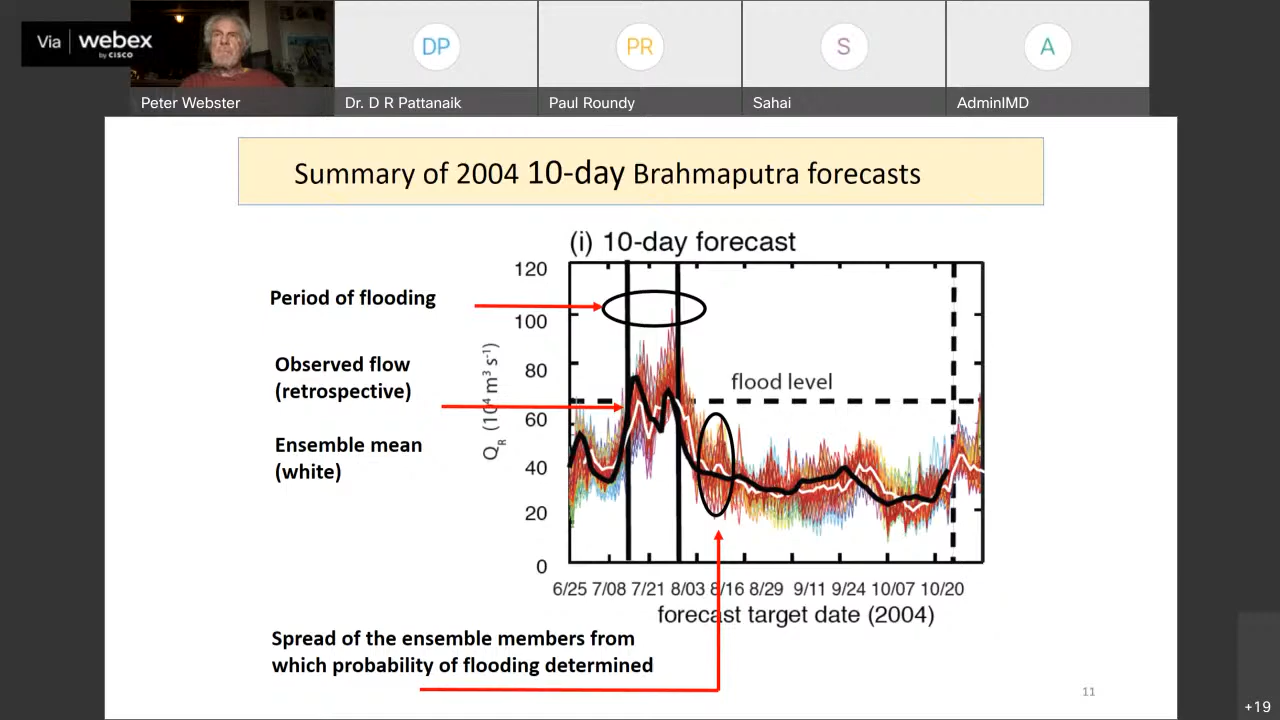 Via webex
by CISCO
DP
PR
S
A
Peter Webster
Dr. D R Pattanaik
Paul Roundy
Sahai
AdminIMD
Summary of 2004 10-day Brahmaputra forecasts
(i) 10-day forecast
Period of flooding
Observed flow
(retrospective)
Ensemble mean
(white)
120
100
80
60
40
20
0
Q_R (10⁴ m³ s⁻¹)
flood level
6/25 7/08 7/21 8/03 8/16 8/29 9/11 9/24 10/07 10/20
forecast target date (2004)
Spread of the ensemble members from
which probability of flooding determined
11
+19